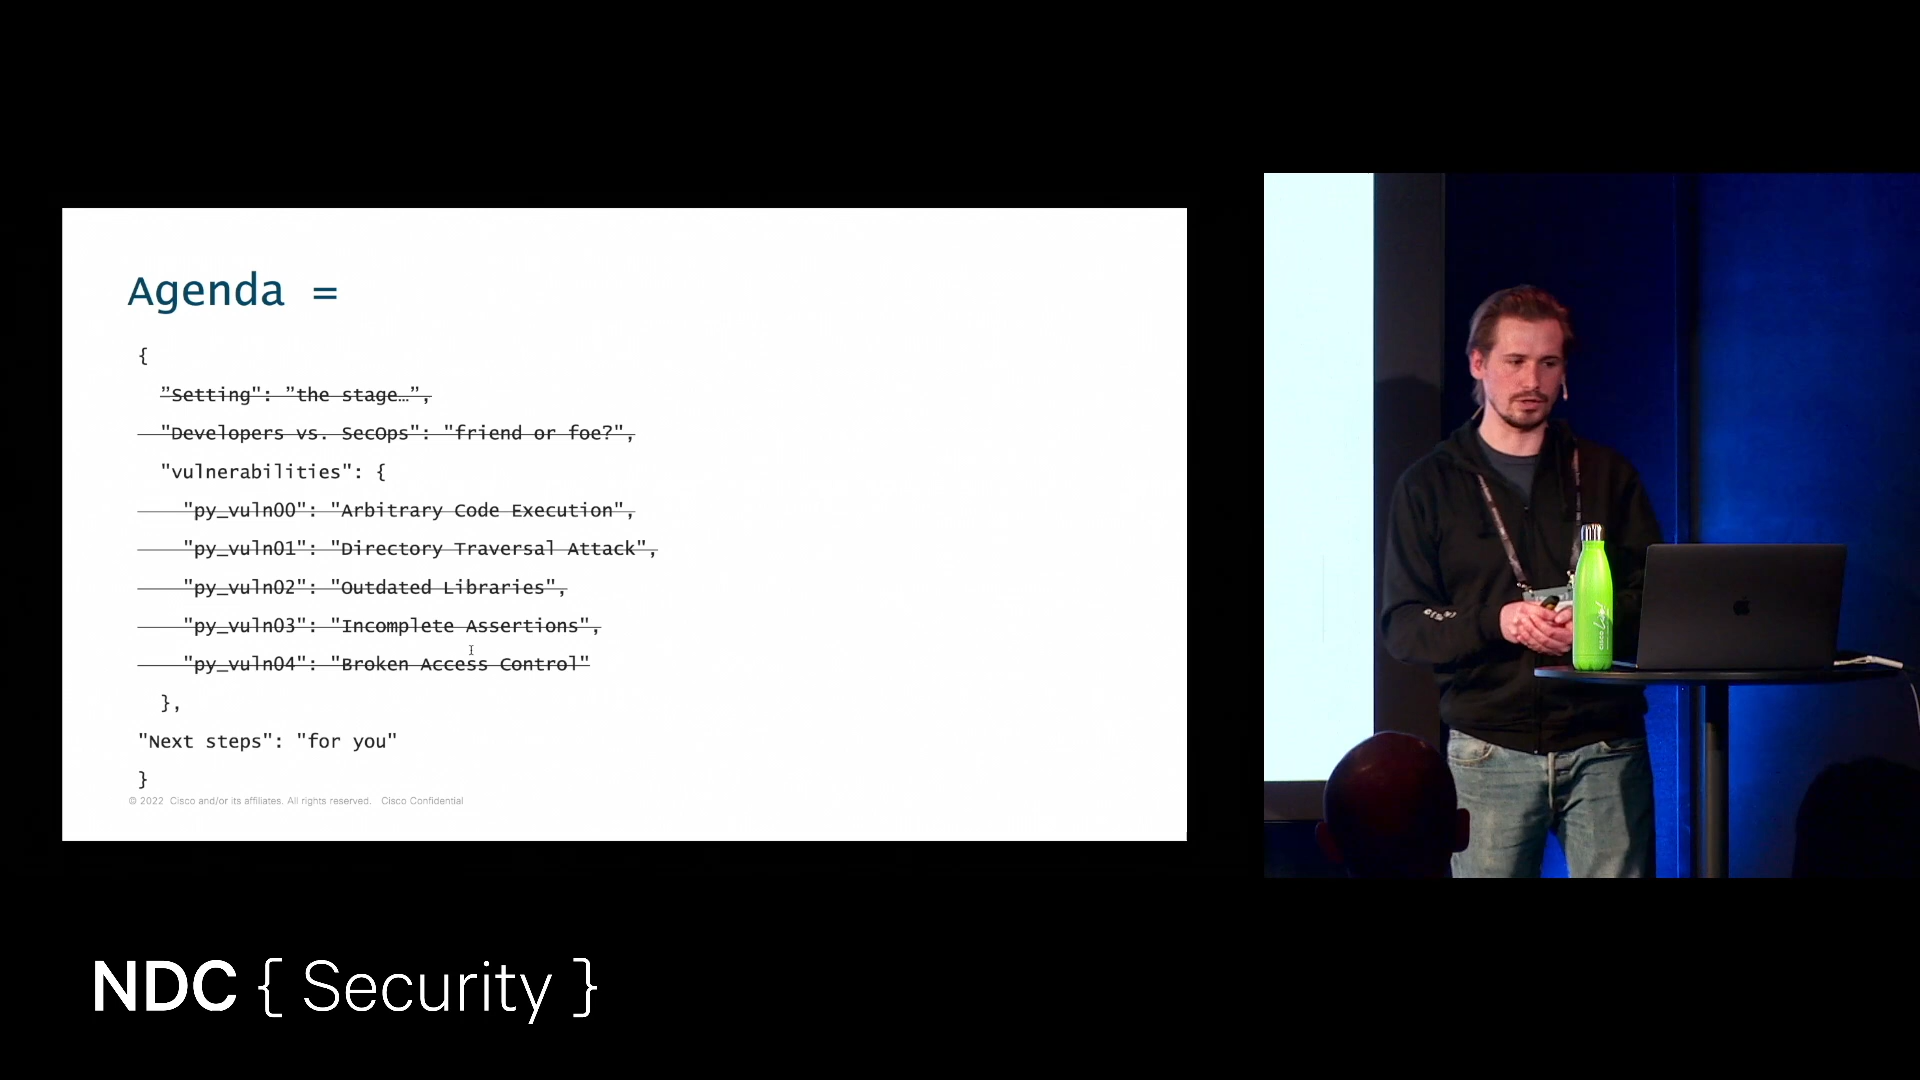 Agenda =
{
”Setting": ”the stage…”,
"Developers vs. SecOps": "friend or foe?",
"vulnerabilities": {
"py_vuln00": "Arbitrary Code Execution",
"py_vuln01": "Directory Traversal Attack",
"py_vuln02": "Outdated Libraries",
"py_vuln03": "Incomplete Assertions",
"py_vuln04": "Broken Access Control"
},
"Next steps": "for you"
}
© 2022 Cisco and/or its affiliates. All rights reserved. Cisco Confidential
CISCO Live!
NDC { Security }